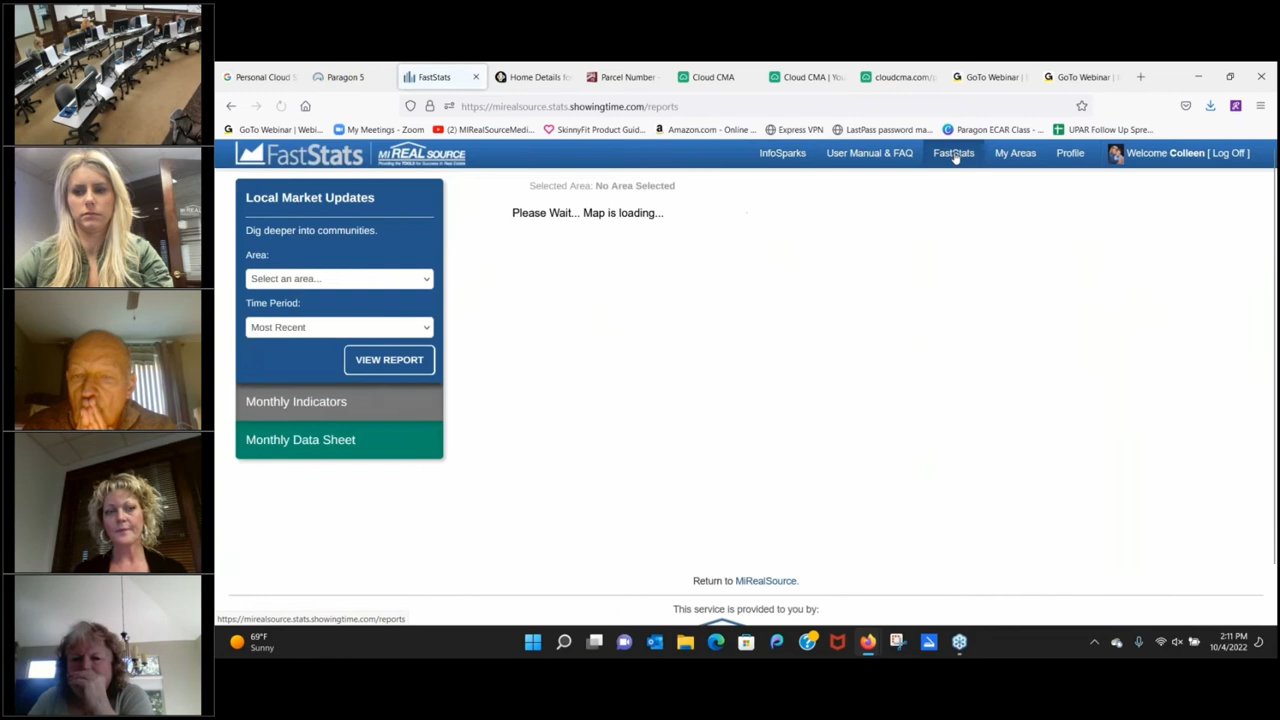 Personal Cloud S
Paragon 5
FastStats
Home Details fo
Parcel Number -
Cloud CMA
Cloud CMA | Yo
cloudcma.com/
GoTo Webinar |
GoTo Webinar |
https://mirealsource.stats.showingtime.com/reports
GoTo Webinar | Webi...
My Meetings - Zoom
(2) MIRealSourceMedi...
SkinnyFit Product Guid...
Amazon.com - Online ...
Express VPN
LastPass password ma...
Paragon ECAR Class - ...
UPAR Follow Up Spre...
FastStats
MiREALSOURCE
InfoSparks
User Manual & FAQ
FastStats
My Areas
Profile
Welcome Colleen [ Log Off ]
Local Market Updates
Dig deeper into communities.
Area:
Select an area...
Time Period:
Most Recent
VIEW REPORT
Monthly Indicators
Monthly Data Sheet
Selected Area: No Area Selected
Please Wait... Map is loading...
Return to MiRealSource.
This service is provided to you by:
https://mirealsource.stats.showingtime.com/reports
69°F
Sunny
2:11 PM
10/4/2022